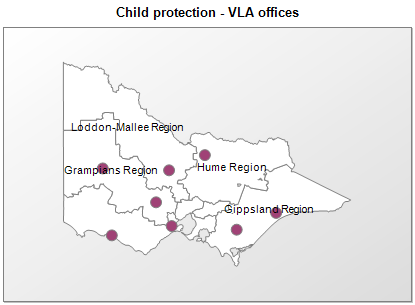 Child protection - VLA offices
Loddon-Mallee Region
Grampians Region
Hume Region
Gippsland Region